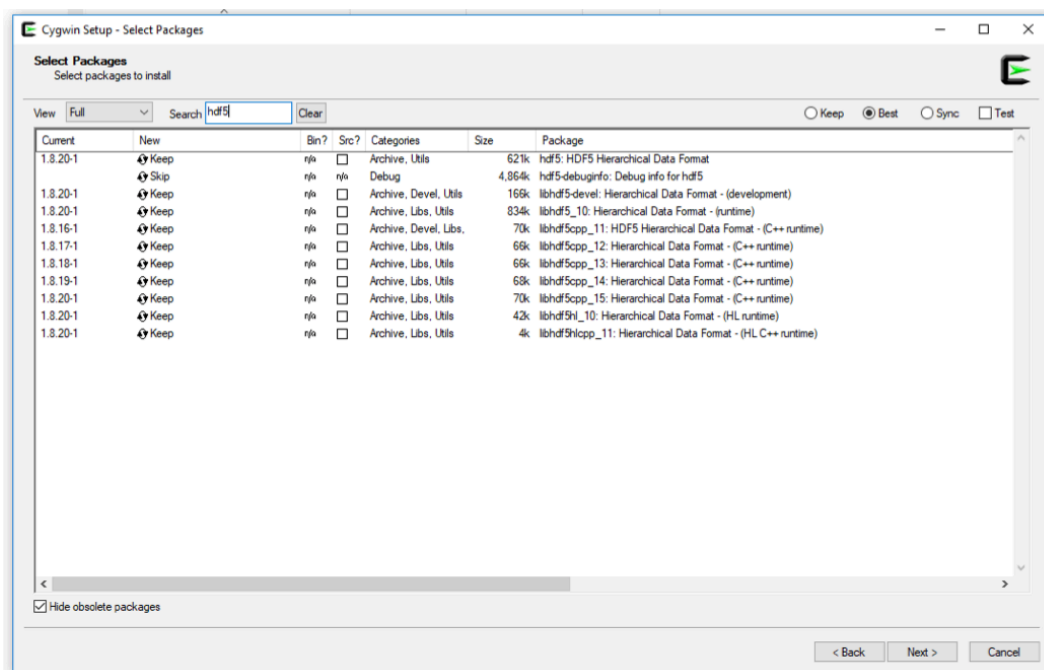 Cygwin Setup - Select Packages
Select Packages
Select packages to install
View Full Search hdf5 Clear Keep Best Sync Test
Current New Bin? Src? Categories Size Package
1.8.20-1 Keep n/a Archive, Utils 621k hdf5: HDF5 Hierarchical Data Format
Skip n/a n/a Debug 4,864k hdf5-debuginfo: Debug info for hdf5
1.8.20-1 Keep n/a Archive, Devel, Utils 166k libhdf5-devel: Hierarchical Data Format - (development)
1.8.20-1 Keep n/a Archive, Libs, Utils 834k libhdf5_10: Hierarchical Data Format - (runtime)
1.8.16-1 Keep n/a Archive, Devel, Libs, 70k libhdf5cpp_11: HDF5 Hierarchical Data Format - (C++ runtime)
1.8.17-1 Keep n/a Archive, Libs, Utils 66k libhdf5cpp_12: Hierarchical Data Format - (C++ runtime)
1.8.18-1 Keep n/a Archive, Libs, Utils 66k libhdf5cpp_13: Hierarchical Data Format - (C++ runtime)
1.8.19-1 Keep n/a Archive, Libs, Utils 68k libhdf5cpp_14: Hierarchical Data Format - (C++ runtime)
1.8.20-1 Keep n/a Archive, Libs, Utils 70k libhdf5cpp_15: Hierarchical Data Format - (C++ runtime)
1.8.20-1 Keep n/a Archive, Libs, Utils 42k libhdf5hl_10: Hierarchical Data Format - (HL runtime)
1.8.20-1 Keep n/a Archive, Libs, Utils 4k libhdf5hlcpp_11: Hierarchical Data Format - (HL C++ runtime)
Hide obsolete packages
< Back Next > Cancel